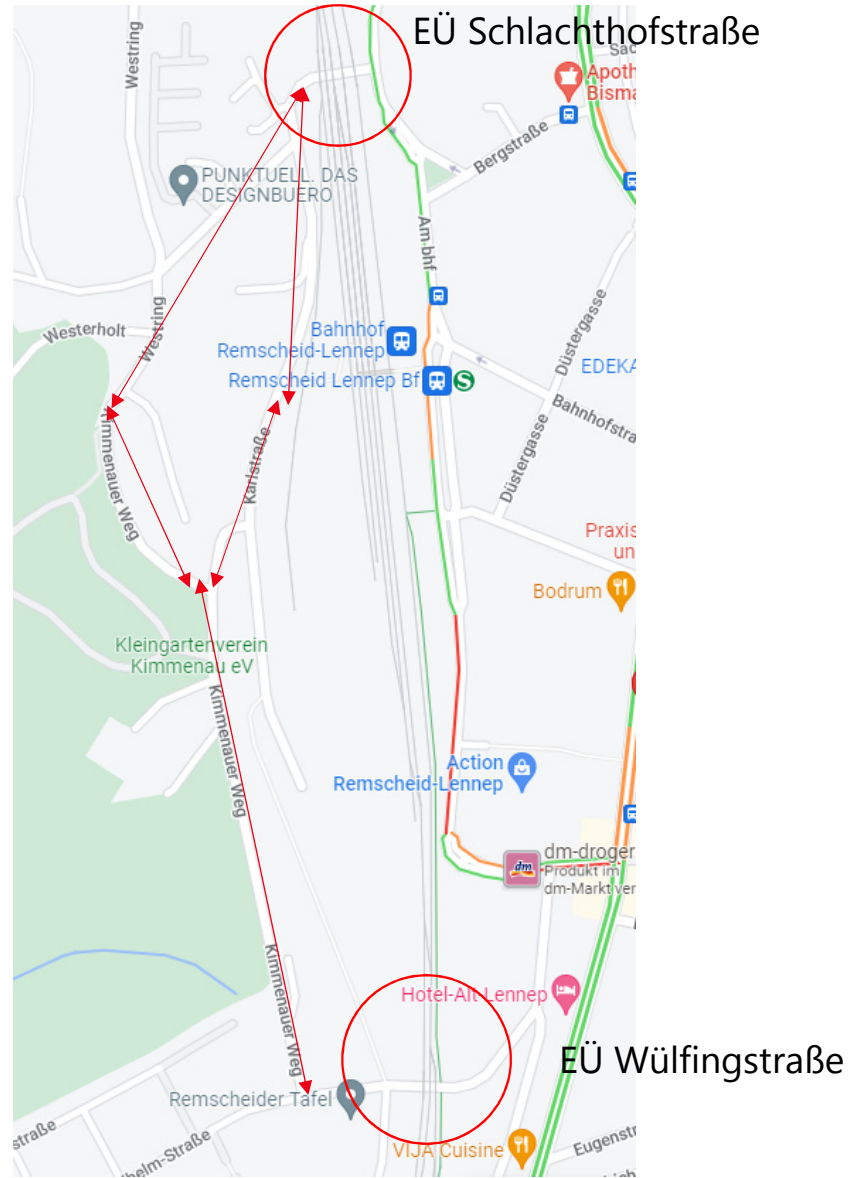 EÜ Schlachthofstraße
Westring
Sac
Apoth
Bisma
Bergstraße
PUNKTUELL. DAS
DESIGNBUERO
Am bhf
Westring
Westerholt
Bahnhof
Remscheid-Lennep
Remscheid Lennep Bf
S
Düstergasse
EDEKA
Bahnhofstra
Kimmenauer Weg
Karlstraße
Düstergasse
Praxis
un
Bodrum
Kleingartenverein
Kimmenau eV
Kimmenauer Weg
Action
Remscheid-Lennep
dm
dm-droger
Produkt im
dm-Markt ver
Kimmenauer Weg
Hotel-Alt-Lennep
EÜ Wülfingstraße
Remscheider Tafel
straße
helm-Straße
VIJA Cuisine
Eugenstr